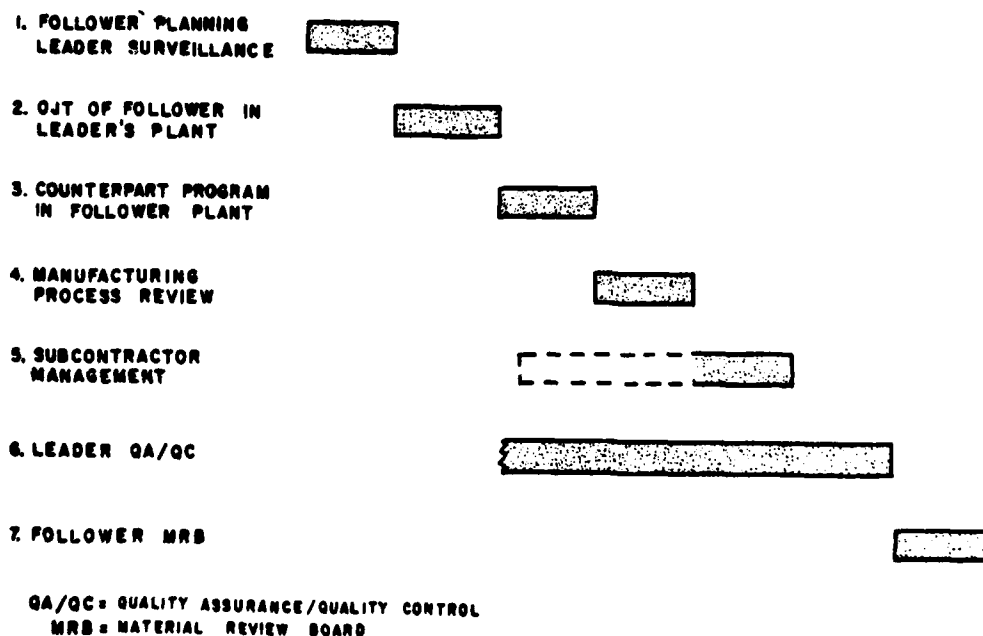 1. FOLLOWER PLANNING
LEADER SURVEILLANCE
2. OJT OF FOLLOWER IN
LEADER'S PLANT
3. COUNTERPART PROGRAM
IN FOLLOWER PLANT
4. MANUFACTURING
PROCESS REVIEW
5. SUBCONTRACTOR
MANAGEMENT
6. LEADER QA/QC
7. FOLLOWER MRB
QA/QC = QUALITY ASSURANCE/QUALITY CONTROL
MRB = MATERIAL REVIEW BOARD